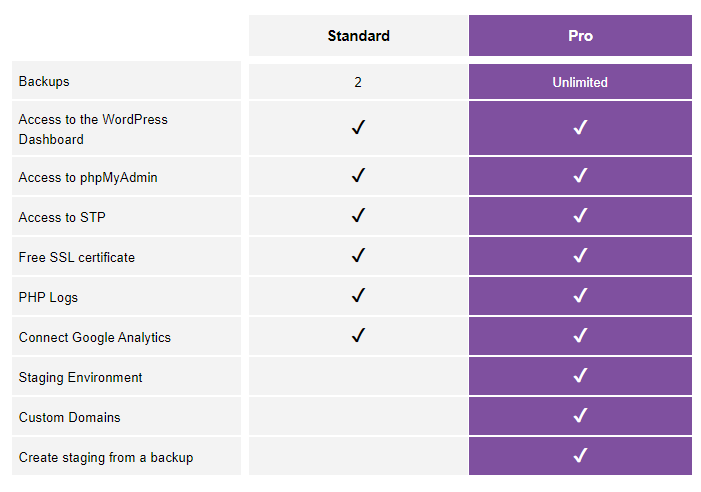 Standard Pro
Backups 2 Unlimited
Access to the WordPress
Dashboard ✓ ✓
Access to phpMyAdmin ✓ ✓
Access to STP ✓ ✓
Free SSL certificate ✓ ✓
PHP Logs ✓ ✓
Connect Google Analytics ✓ ✓
Staging Environment ✓
Custom Domains ✓
Create staging from a backup ✓